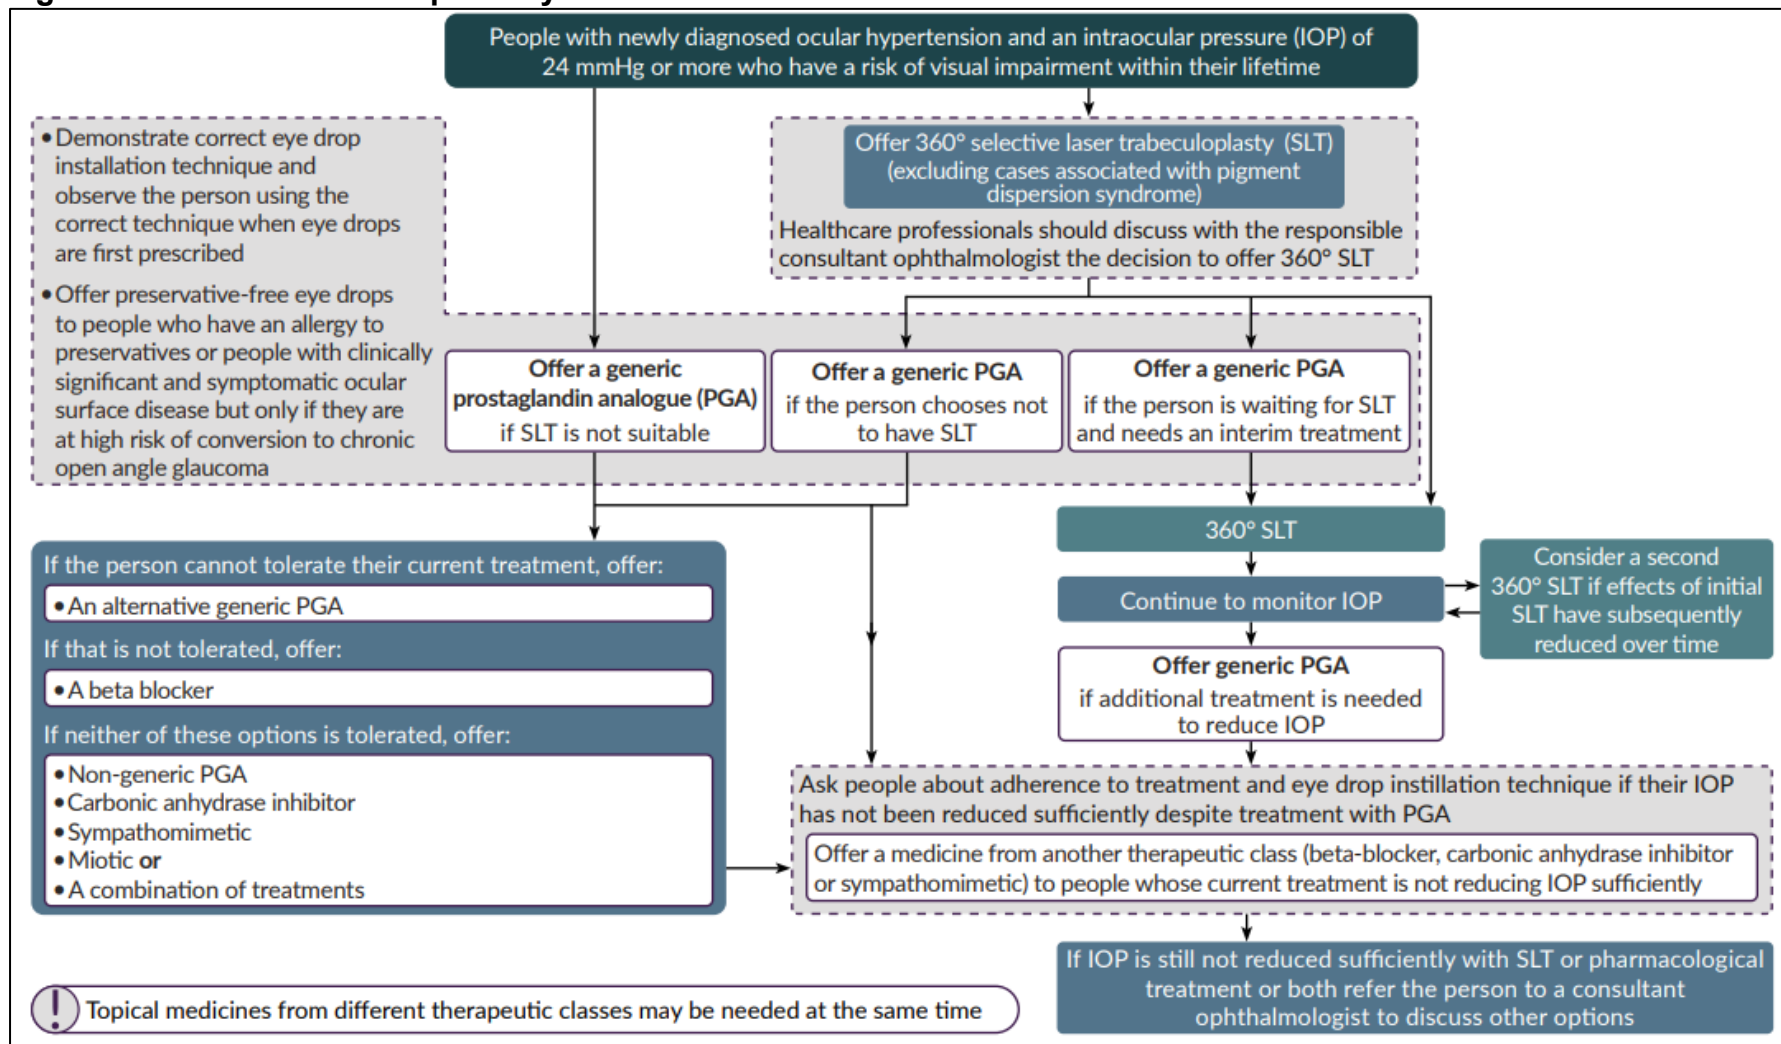 People with newly diagnosed ocular hypertension and an intraocular pressure (IOP) of
24 mmHg or more who have a risk of visual impairment within their lifetime
• Demonstrate correct eye drop
installation technique and
observe the person using the
correct technique when eye drops
are first prescribed
• Offer preservative-free eye drops
to people who have an allergy to
preservatives or people with clinically
significant and symptomatic ocular
surface disease but only if they are
at high risk of conversion to chronic
open angle glaucoma
Offer 360° selective laser trabeculoplasty (SLT)
(excluding cases associated with pigment
dispersion syndrome)
Healthcare professionals should discuss with the responsible
consultant ophthalmologist the decision to offer 360° SLT
Offer a generic
prostaglandin analogue (PGA)
if SLT is not suitable
Offer a generic PGA
if the person chooses not
to have SLT
Offer a generic PGA
if the person is waiting for SLT
and needs an interim treatment
360° SLT
Continue to monitor IOP
Consider a second
360° SLT if effects of initial
SLT have subsequently
reduced over time
Offer generic PGA
if additional treatment is needed
to reduce IOP
If the person cannot tolerate their current treatment, offer:
• An alternative generic PGA
If that is not tolerated, offer:
• A beta blocker
If neither of these options is tolerated, offer:
• Non-generic PGA
• Carbonic anhydrase inhibitor
• Sympathomimetic
• Miotic or
• A combination of treatments
Ask people about adherence to treatment and eye drop instillation technique if their IOP
has not been reduced sufficiently despite treatment with PGA
Offer a medicine from another therapeutic class (beta-blocker, carbonic anhydrase inhibitor
or sympathomimetic) to people whose current treatment is not reducing IOP sufficiently
If IOP is still not reduced sufficiently with SLT or pharmacological
treatment or both refer the person to a consultant
ophthalmologist to discuss other options
! Topical medicines from different therapeutic classes may be needed at the same time